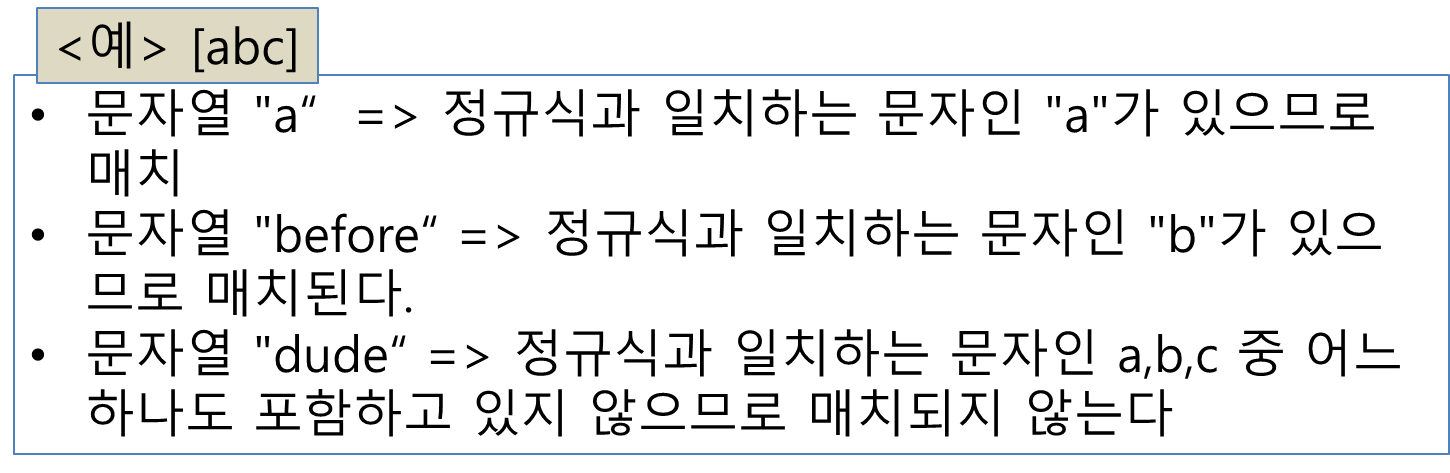 <예> [abc]
• 문자열 "a“ => 정규식과 일치하는 문자인 "a"가 있으므로
매치
• 문자열 "before“ => 정규식과 일치하는 문자인 "b"가 있으
므로 매치된다.
• 문자열 "dude“ => 정규식과 일치하는 문자인 a,b,c 중 어느
하나도 포함하고 있지 않으므로 매치되지 않는다